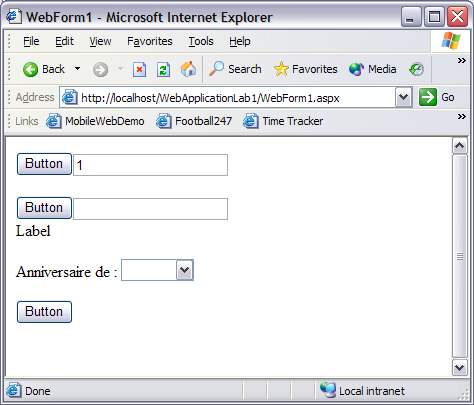 WebForm1 - Microsoft Internet Explorer
File Edit View Favorites Tools Help
Back Search Favorites Media
Address http://localhost/WebApplicationLab1/WebForm1.aspx Go
Links MobileWebDemo Football247 Time Tracker
Button 1
Button
Label
Anniversaire de :
Button
Done Local intranet